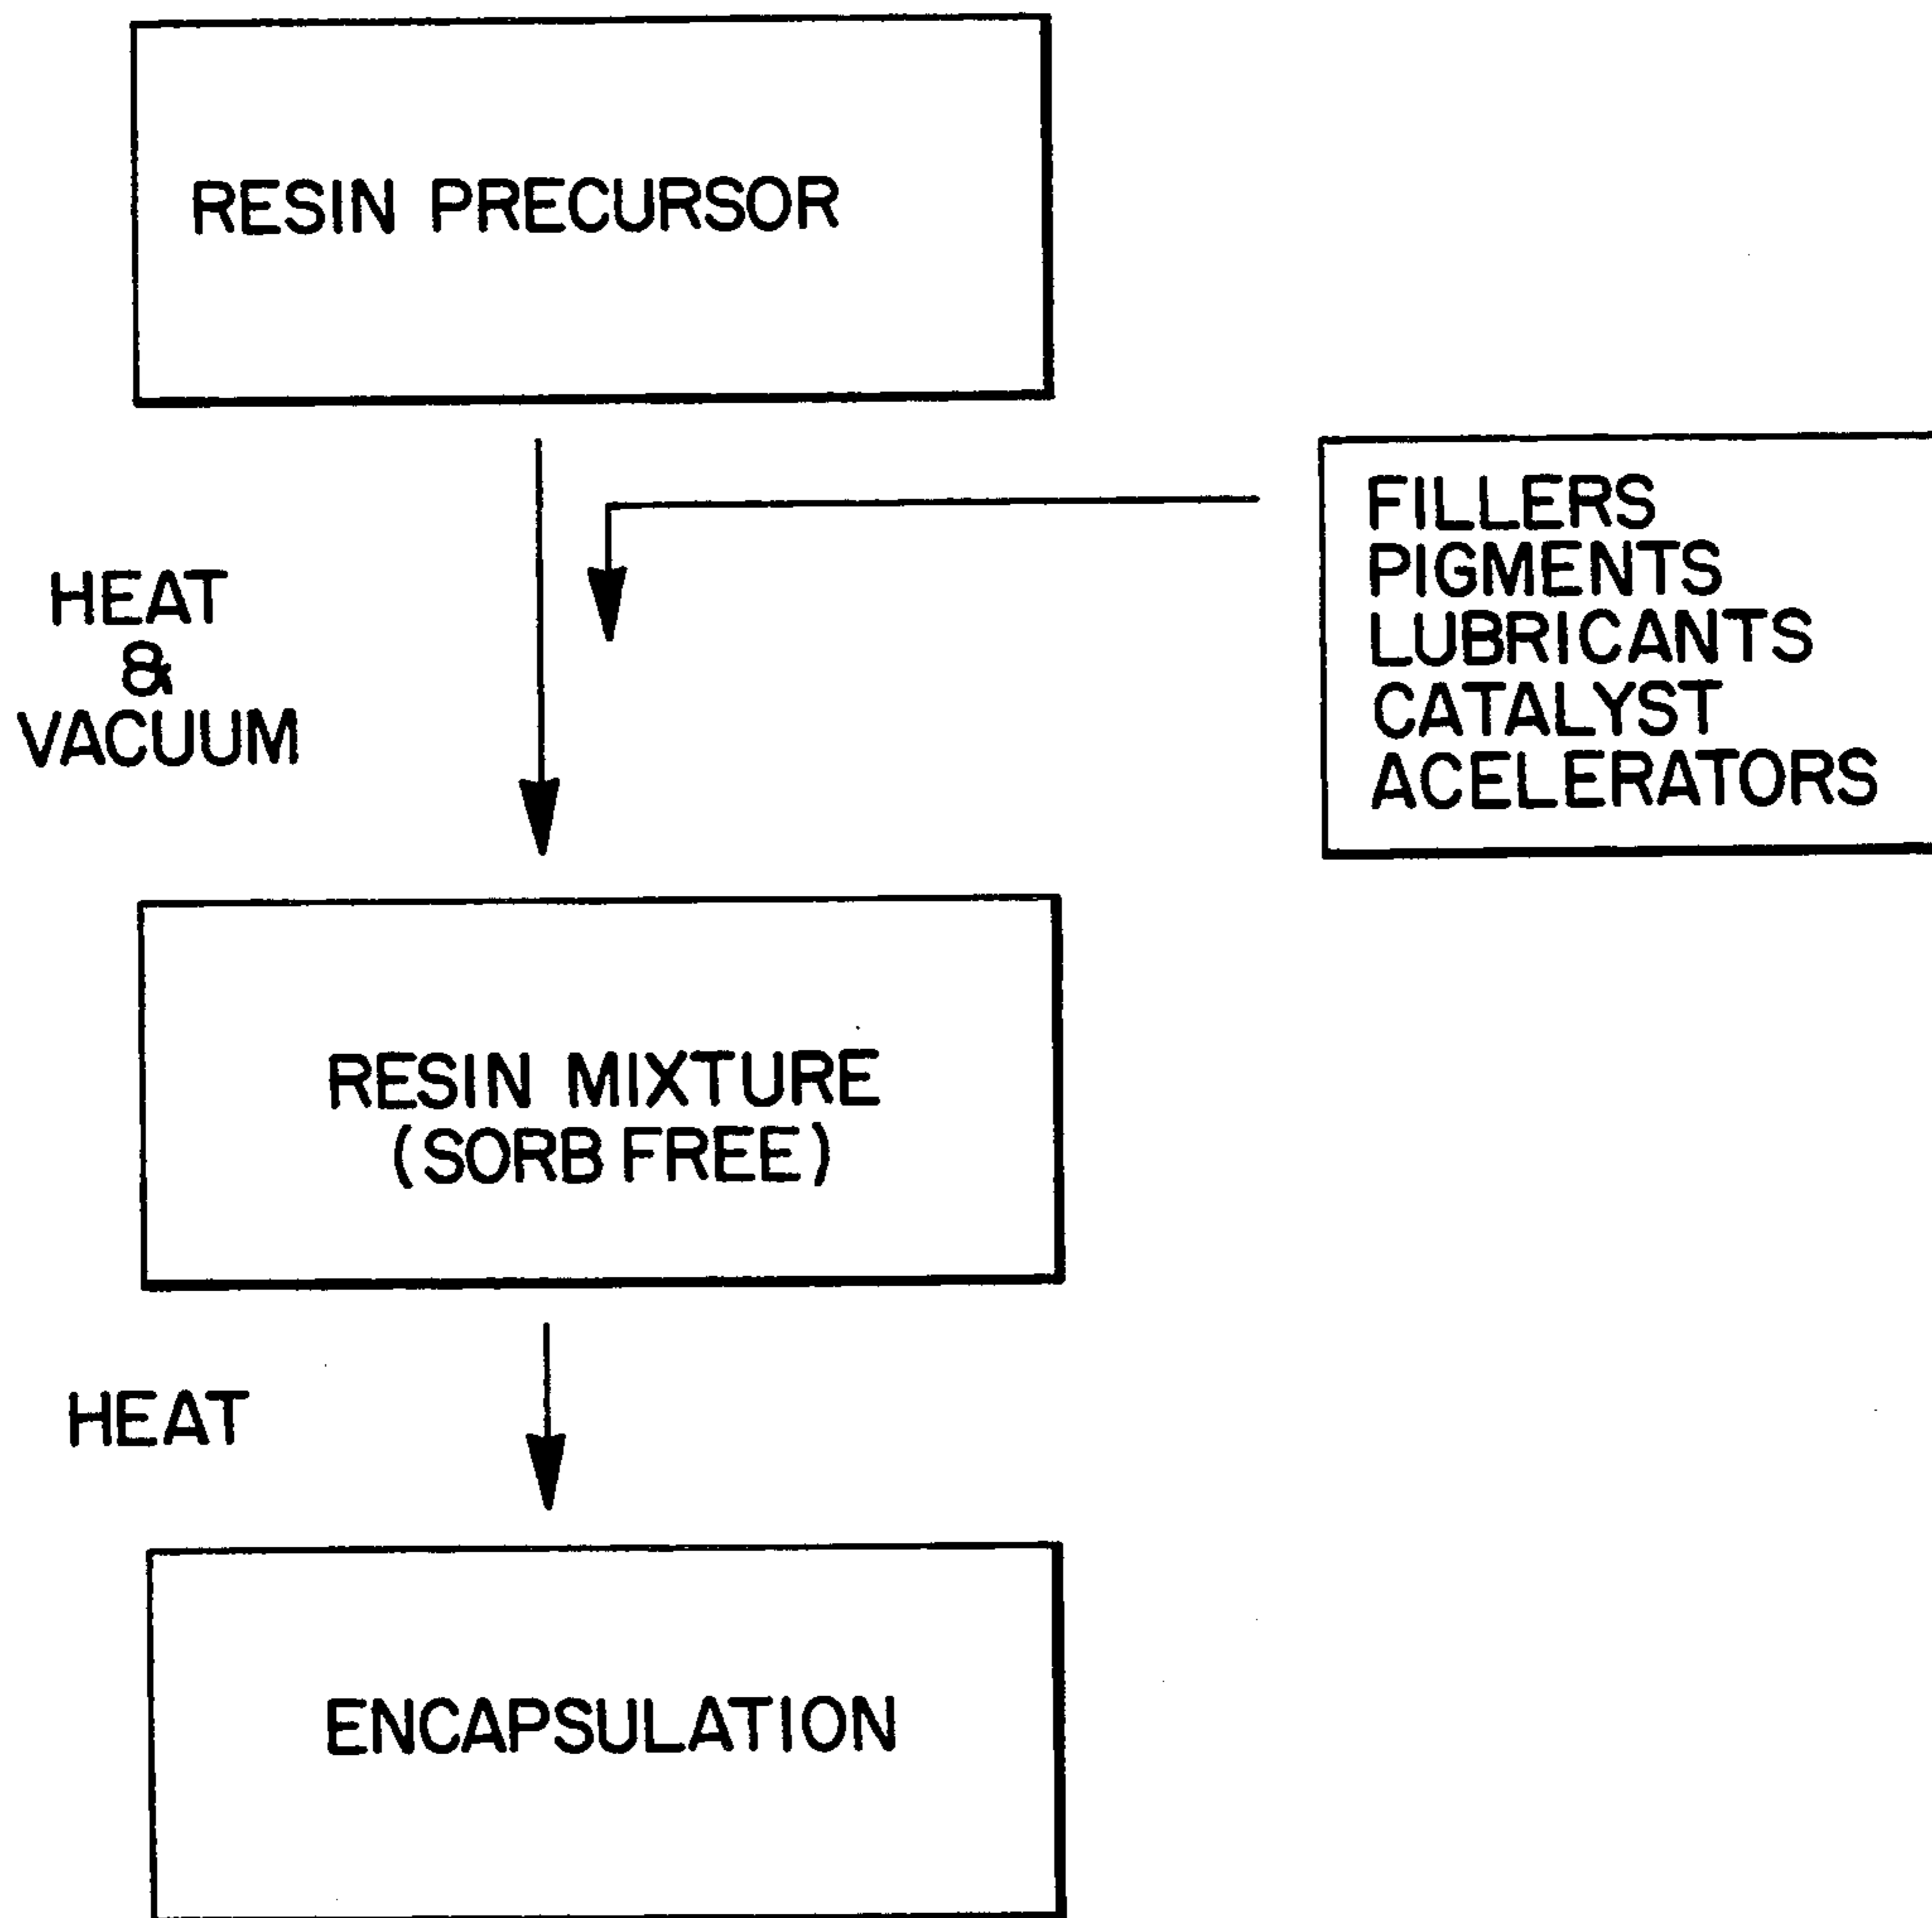 RESIN PRECURSOR
HEAT
&
VACUUM
FILLERS
PIGMENTS
LUBRICANTS
CATALYST
ACELERATORS
RESIN MIXTURE
(SORB FREE)
HEAT
ENCAPSULATION